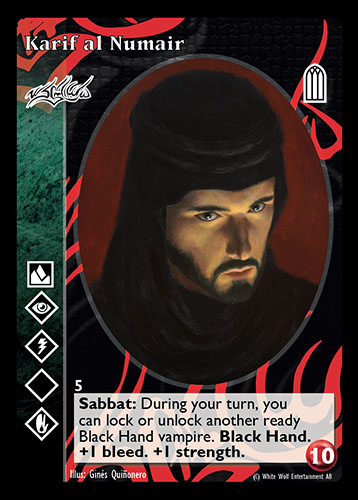 Karif al Numair
5
Sabbat: During your turn, you
can lock or unlock another ready
Black Hand vampire. Black Hand.
+1 bleed. +1 strength.
10
Illus: Ginés Quiñonero
(C) White Wolf Entertainment AB